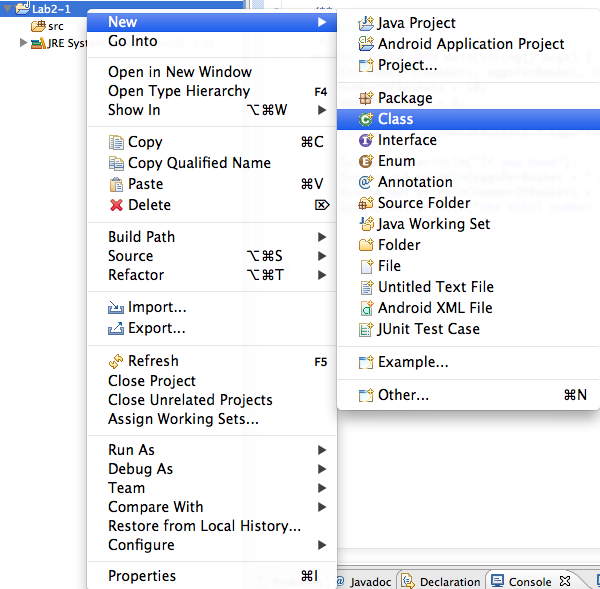 Lab2-1
src
JRE Syst
New
Go Into
Open in New Window
Open Type Hierarchy F4
Show In ⌥⌘W
Copy ⌘C
Copy Qualified Name
Paste ⌘V
Delete ⌦
Build Path
Source ⌥⌘S
Refactor ⌥⌘T
Import...
Export...
Refresh F5
Close Project
Close Unrelated Projects
Assign Working Sets...
Run As
Debug As
Team
Compare With
Restore from Local History...
Configure
Properties ⌘I
Java Project
Android Application Project
Project...
Package
Class
Interface
Enum
Annotation
Source Folder
Java Working Set
Folder
File
Untitled Text File
Android XML File
JUnit Test Case
Example...
Other... ⌘N
@ Javadoc Declaration Console